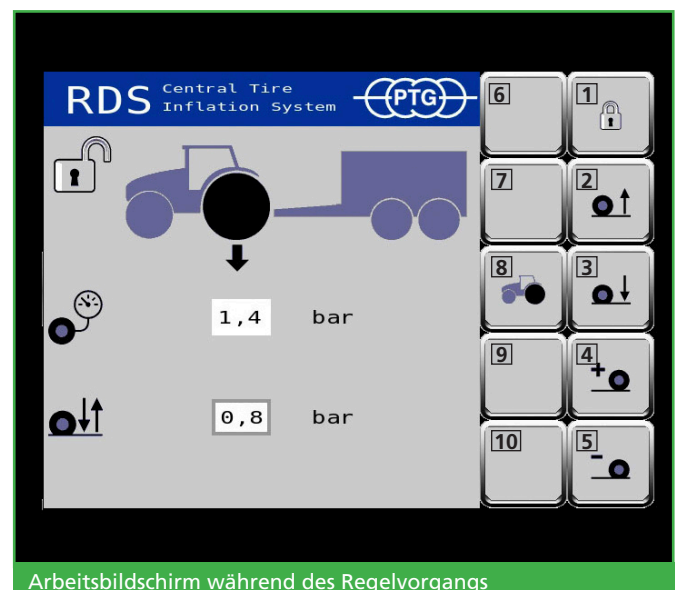 RDS Central Tire
Inflation System
PTG
6
1
7
2
8
3
1,4 bar
9
4
+
0,8 bar
10
5
-
Arbeitsbildschirm während des Regelvorgangs